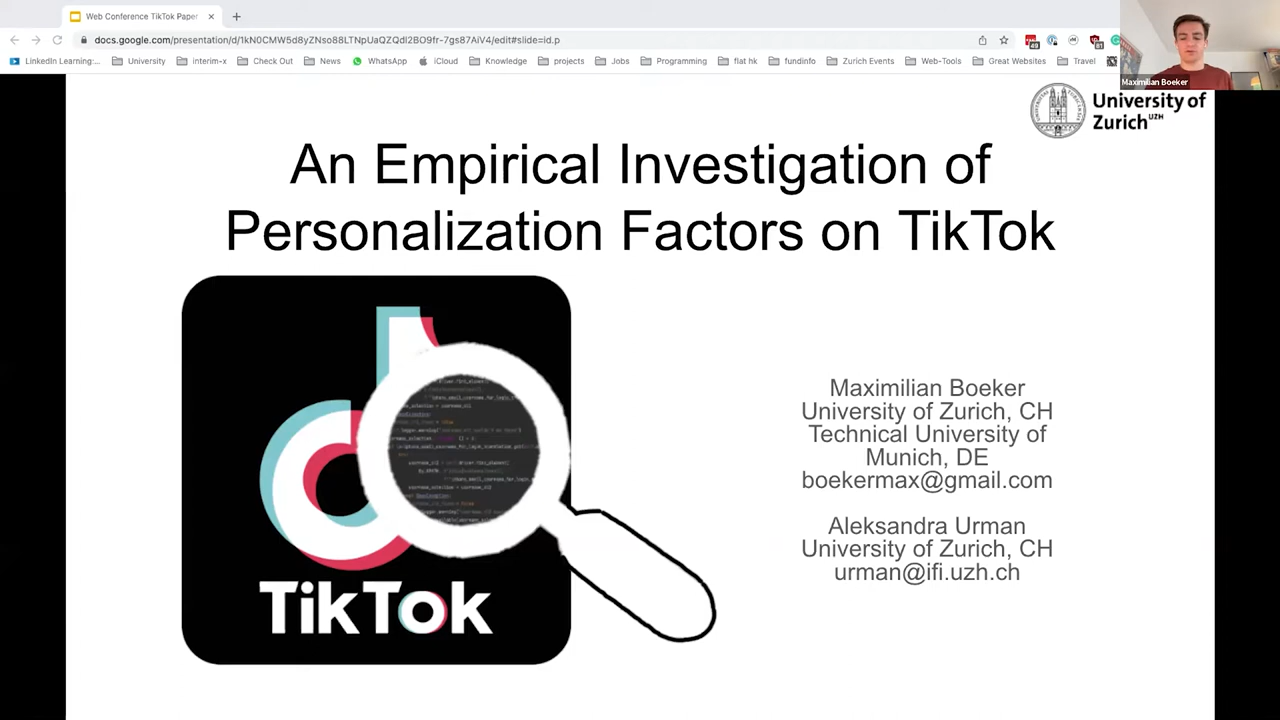 Web Conference TikTok Paper
docs.google.com/presentation/d/1kN0CMW5d8yZNso88LTNpUaQZQdl2BO9fr-7gs87AiV4/edit#slide=id.p
LinkedIn Learning:...
University
interim-x
Check Out
News
WhatsApp
iCloud
Knowledge
projects
Jobs
Programming
flat hk
fundinfo
Zurich Events
Web-Tools
Great Websites
Travel
Maximilian Boeker
University of
Zurich UZH
An Empirical Investigation of
Personalization Factors on TikTok
TikTok
Maximilian Boeker
University of Zurich, CH
Technical University of
Munich, DE
boekermax@gmail.com
Aleksandra Urman
University of Zurich, CH
urman@ifi.uzh.ch